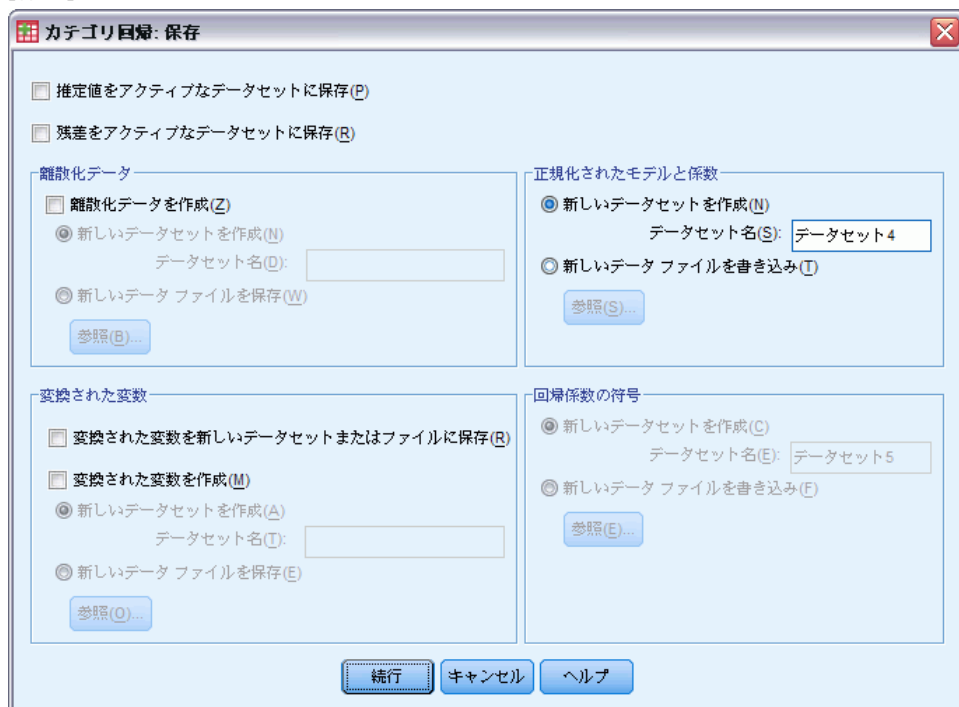 カテゴリ回帰: 保存
推定値をアクティブなデータセットに保存(P)
残差をアクティブなデータセットに保存(R)
離散化データ
離散化データを作成(Z)
新しいデータセットを作成(N)
データセット名(D):
新しいデータ ファイルを保存(W)
参照(B)...
正規化されたモデルと係数
新しいデータセットを作成(N)
データセット名(S): データセット4
新しいデータ ファイルを書き込み(T)
参照(S)...
変換された変数
変換された変数を新しいデータセットまたはファイルに保存(R)
変換された変数を作成(M)
新しいデータセットを作成(A)
データセット名(T):
新しいデータ ファイルを保存(E)
参照(O)...
回帰係数の符号
新しいデータセットを作成(C)
データセット名(E): データセット5
新しいデータ ファイルを書き込み(F)
参照(E)...
続行 キャンセル ヘルプ